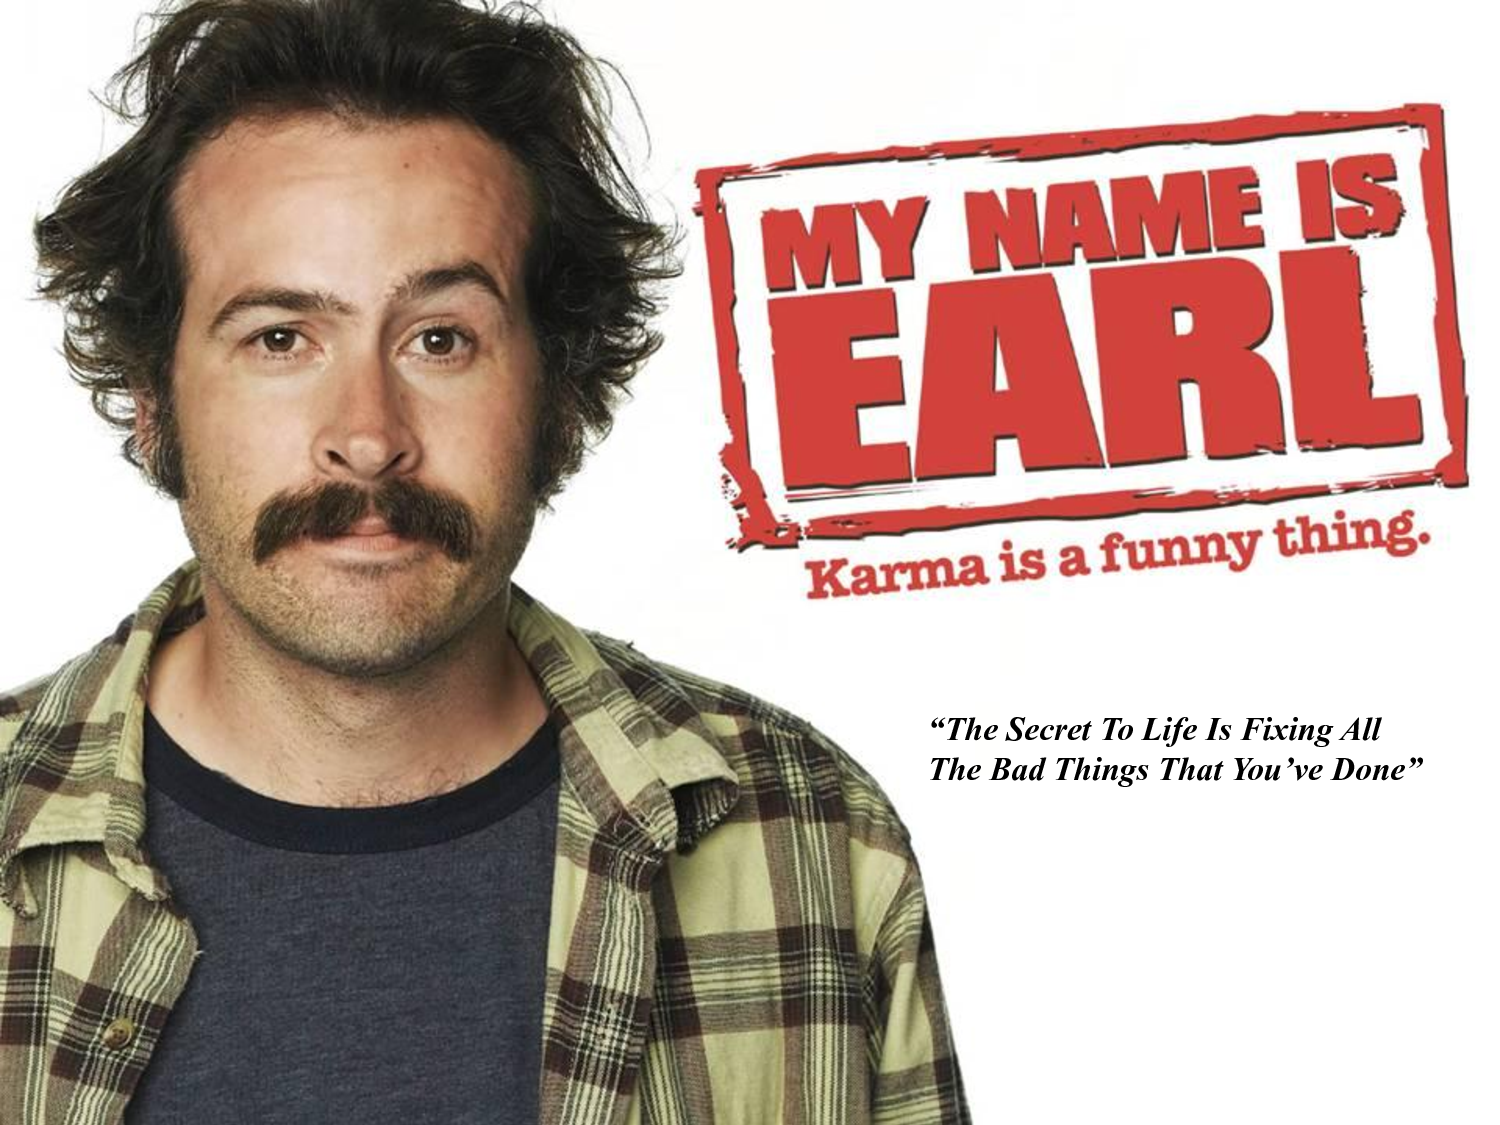 MY NAME IS
EARL
Karma is a funny thing.
“The Secret To Life Is Fixing All
The Bad Things That You’ve Done”